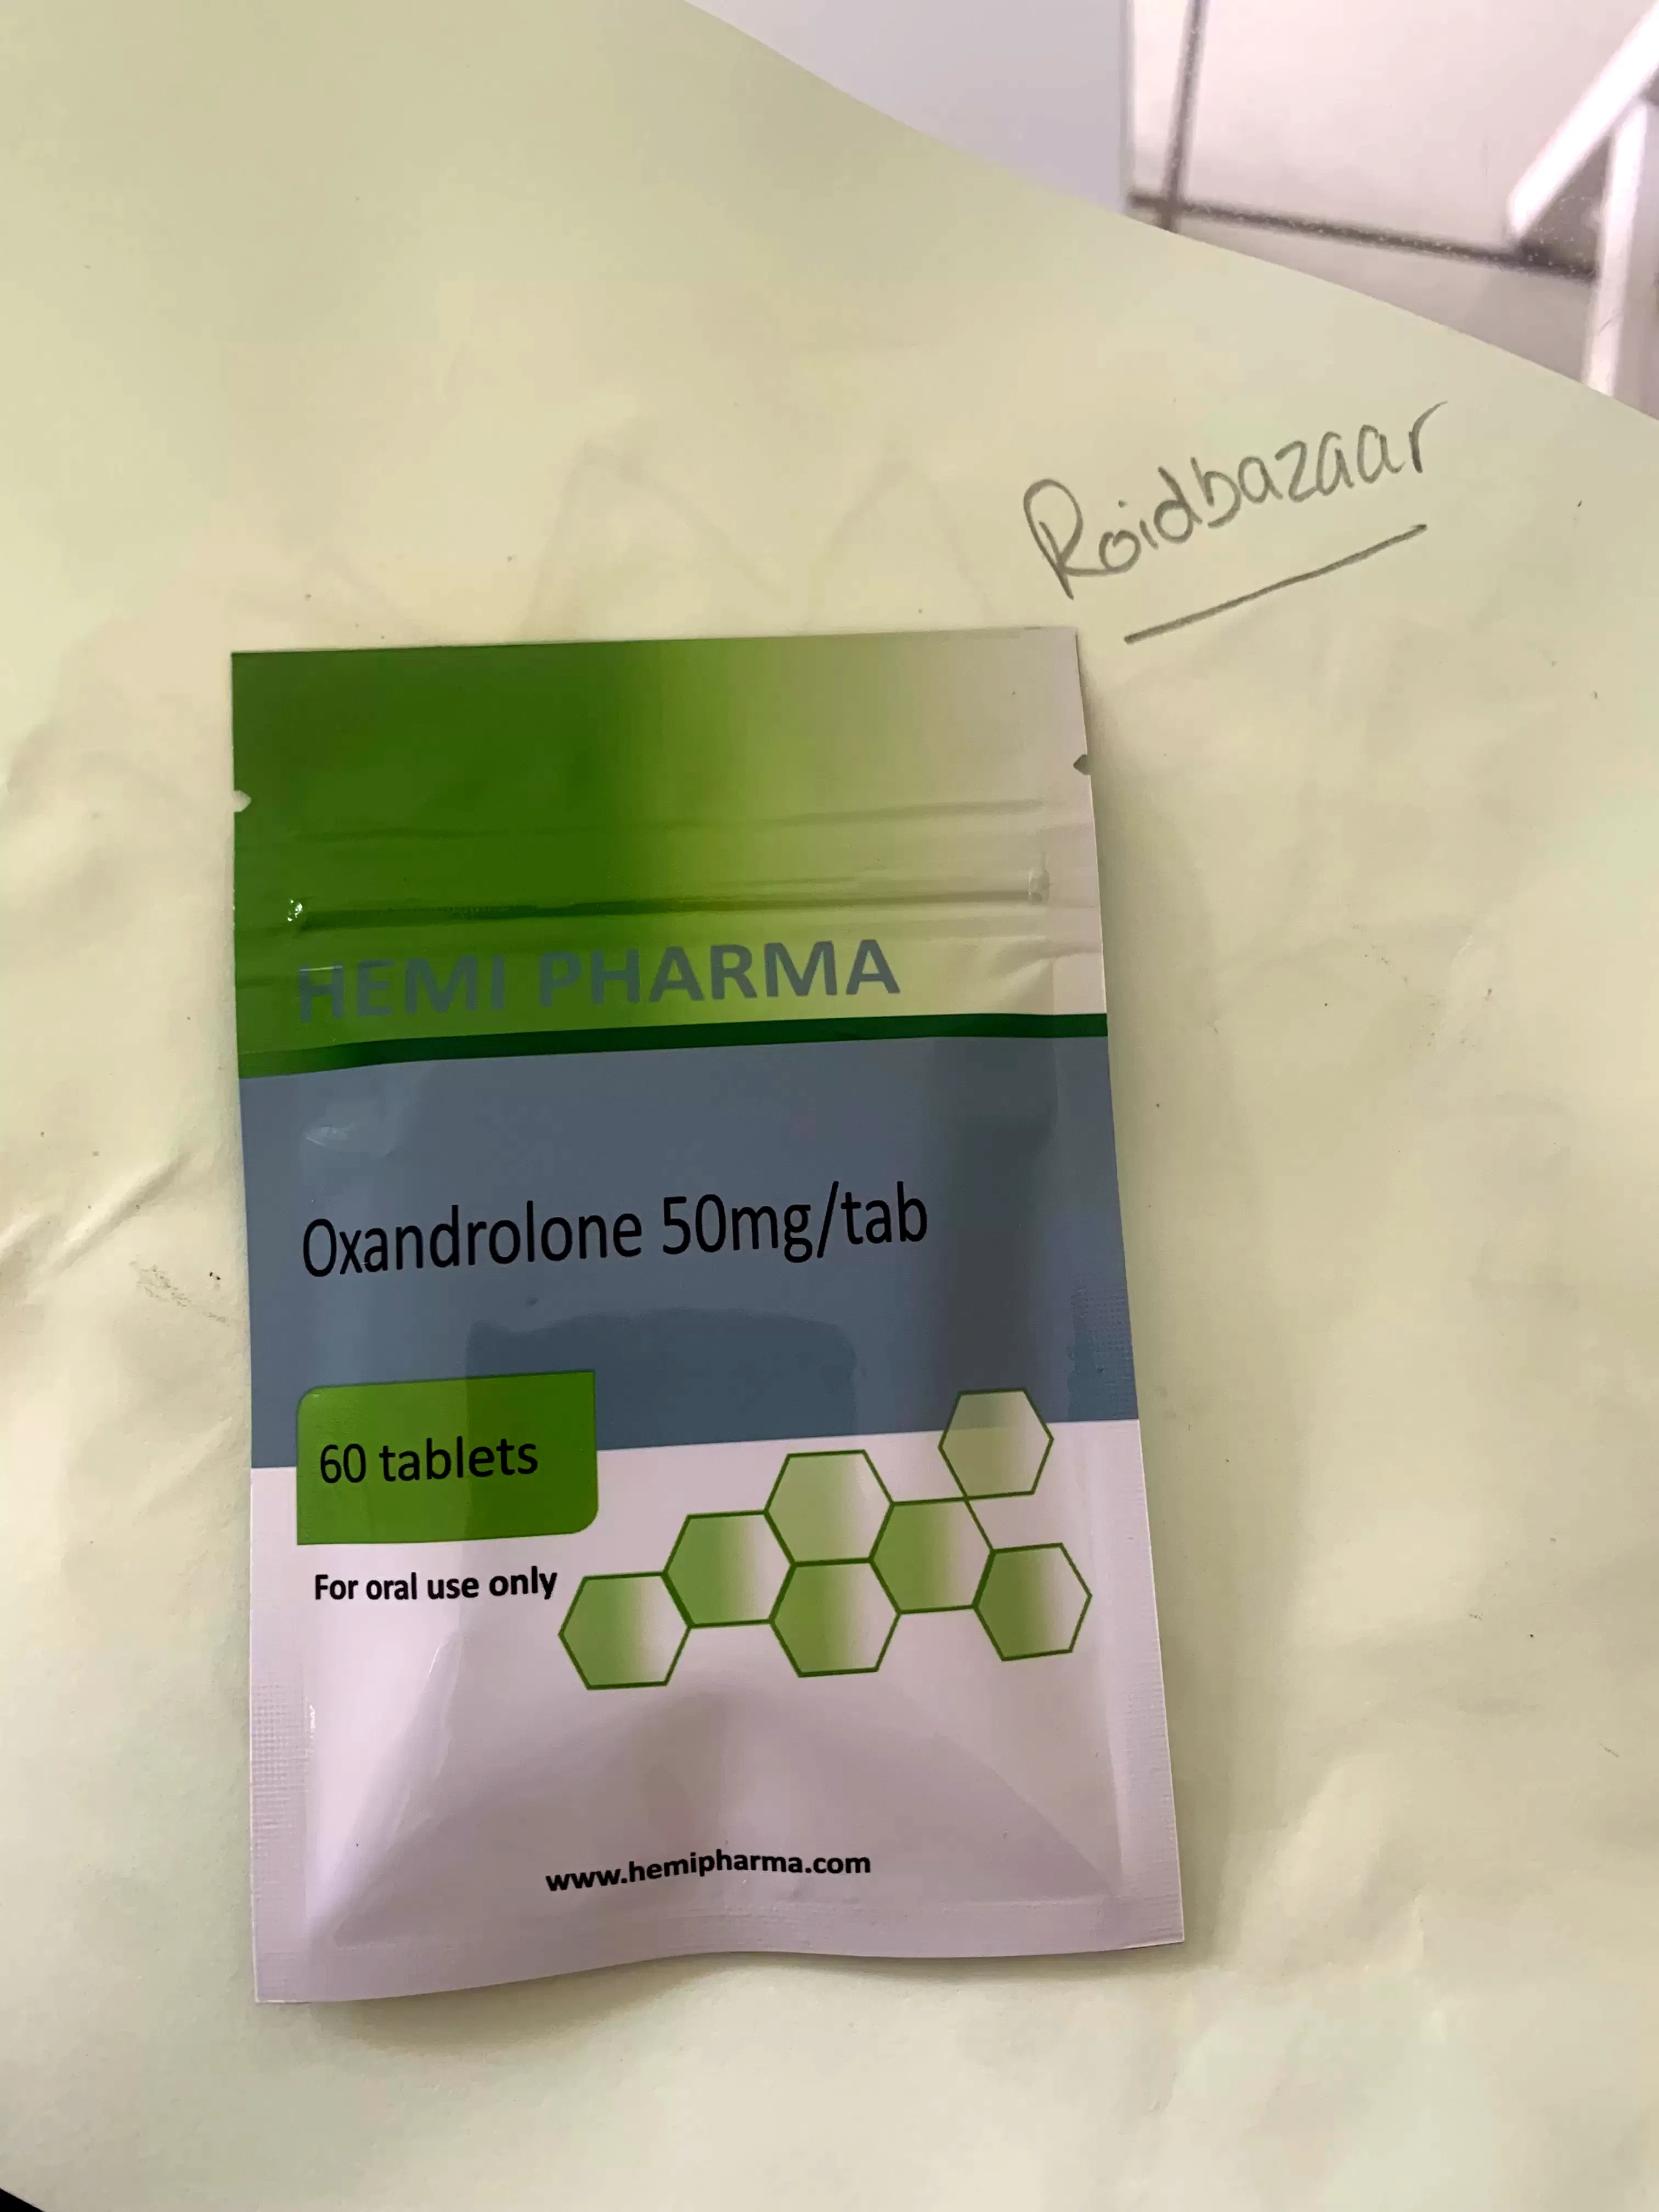 Roidbazaar
HEMI PHARMA
Oxandrolone 50mg/tab
60 tablets
For oral use only
www.hemipharma.com